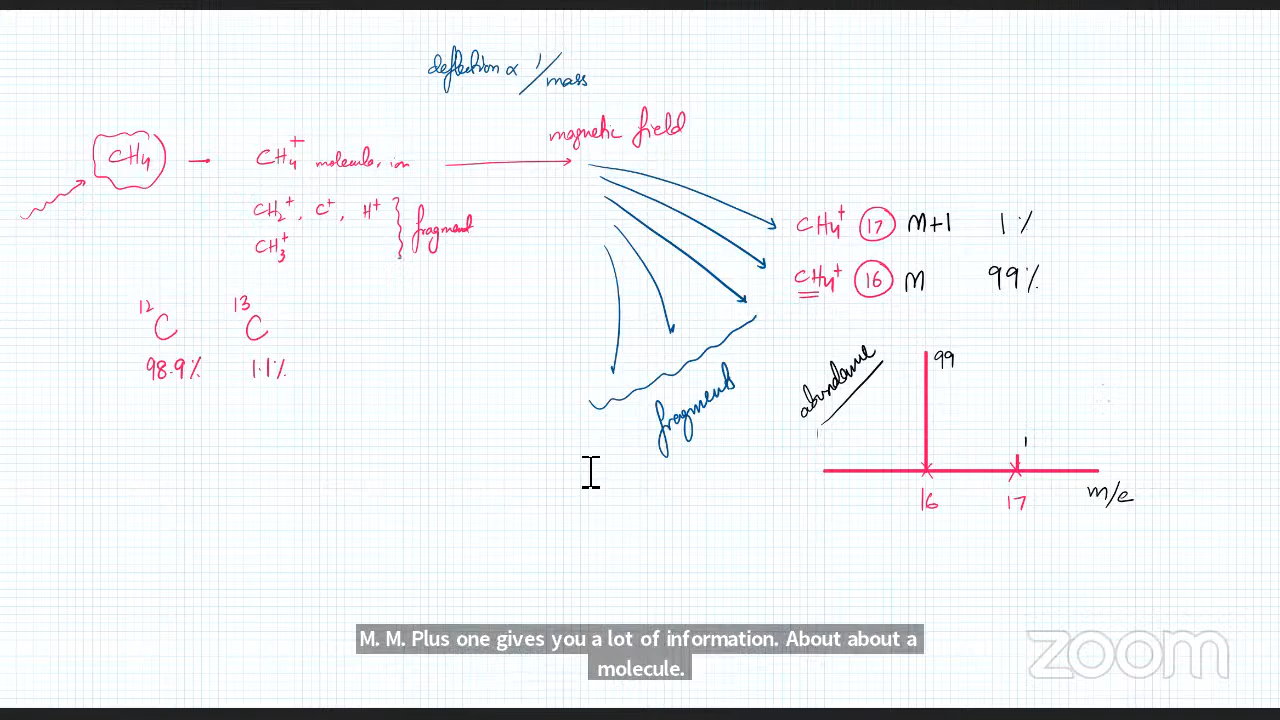 deflection ∝ 1/mass
magnetic field
CH4 → CH4+ molecular ion
CH2+, C+, H+
CH3+
} fragment
CH4+ 17 M+1 1%
CH4+ 16 M 99%
12C 13C
98.9% 1.1%
fragments
abundance
99
1
16 17 m/e
M. M. Plus one gives you a lot of information. About about a
molecule.
zoom